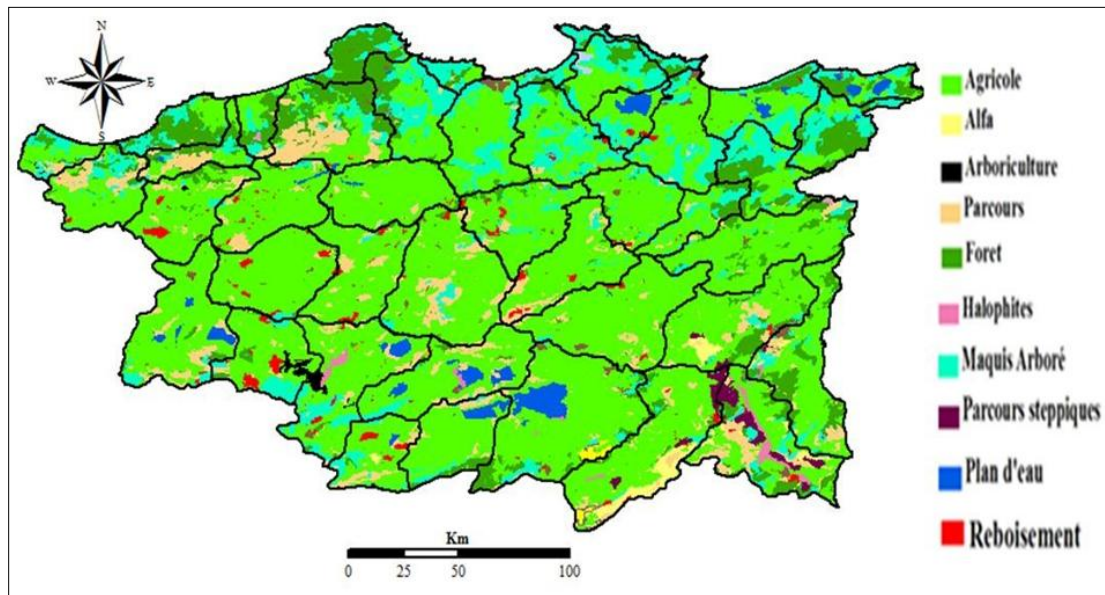 N
W
E
S
Agricole
Alfa
Arboriculture
Parcours
Foret
Halophites
Maquis Arboré
Parcours steppiques
Plan d'eau
Reboisement
Km
0 25 50 100